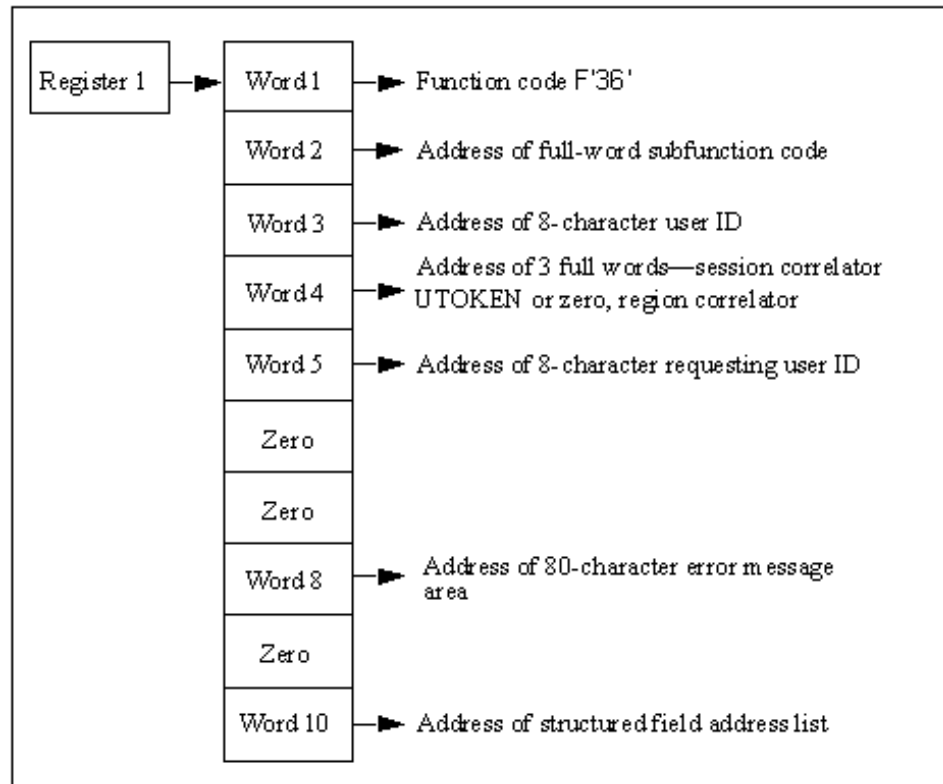 Register 1
Word 1
Function code F'36'
Word 2
Address of full-word subfunction code
Word 3
Address of 8-character user ID
Word 4
Address of 3 full words—session correlator
UTOKEN or zero, region correlator
Word 5
Address of 8-character requesting user ID
Zero
Zero
Word 8
Address of 80-character error message
area
Zero
Word 10
Address of structured field address list